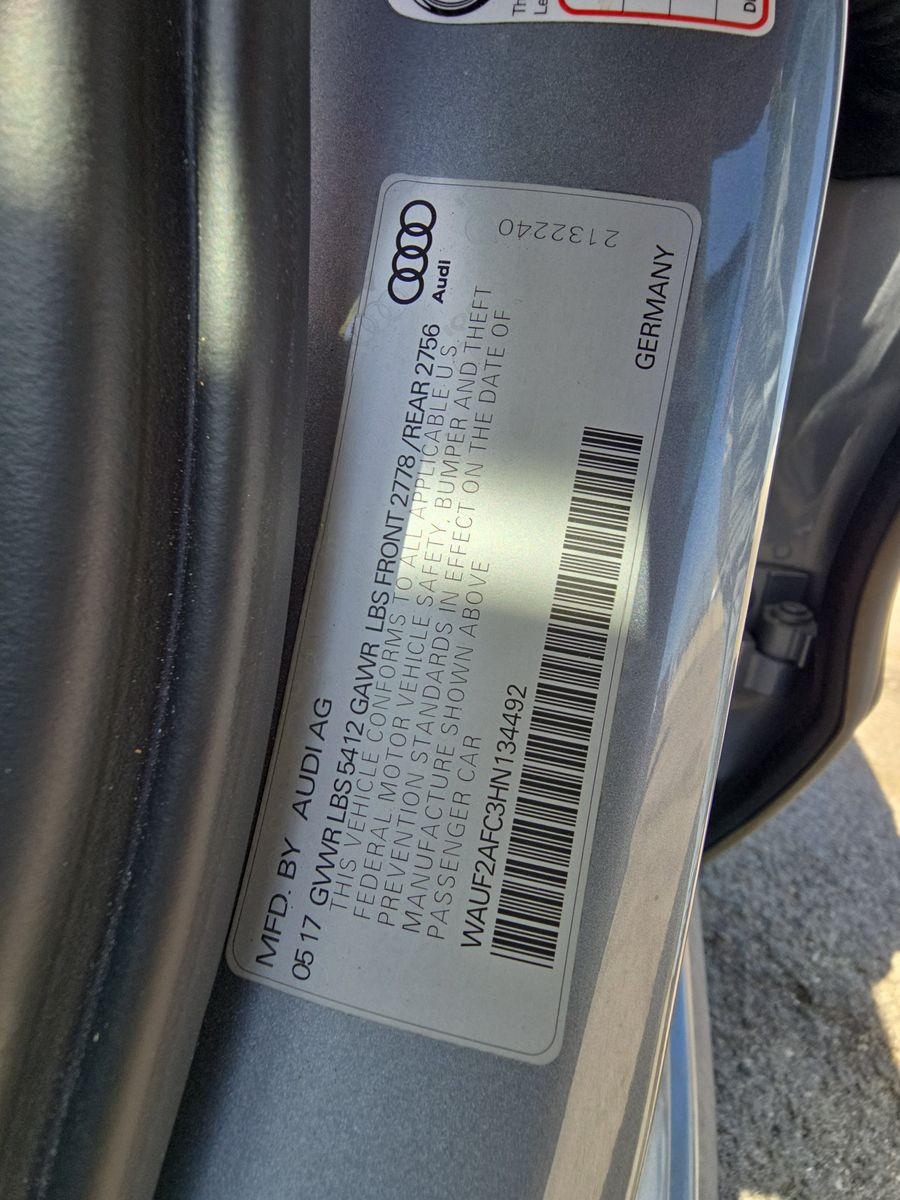 Th
Le
D
MFD. BY AUDI AG
Audi
05 17 GVWR LBS 5412 GAWR LBS FRONT 2778 /REAR 2756
THIS VEHICLE CONFORMS TO ALL APPLICABLE U.S.
FEDERAL MOTOR VEHICLE SAFETY, BUMPER AND THEFT
PREVENTION STANDARDS IN EFFECT ON THE DATE OF
MANUFACTURE SHOWN ABOVE
PASSENGER CAR
2132240
WAUF2AFC3HN134492
GERMANY